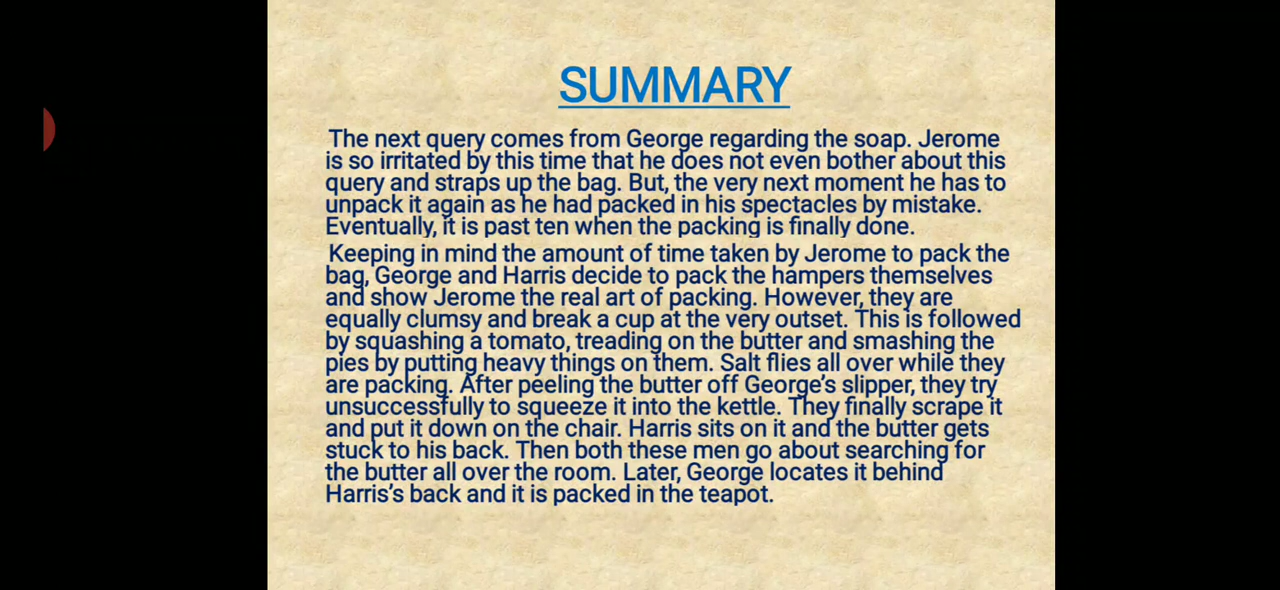 SUMMARY
The next query comes from George regarding the soap. Jerome
is so irritated by this time that he does not even bother about this
query and straps up the bag. But, the very next moment he has to
unpack it again as he had packed in his spectacles by mistake.
Eventually, it is past ten when the packing is finally done.
Keeping in mind the amount of time taken by Jerome to pack the
bag, George and Harris decide to pack the hampers themselves
and show Jerome the real art of packing. However, they are
equally clumsy and break a cup at the very outset. This is followed
by squashing a tomato, treading on the butter and smashing the
pies by putting heavy things on them. Salt flies all over while they
are packing. After peeling the butter off George's slipper, they try
unsuccessfully to squeeze it into the kettle. They finally scrape it
and put it down on the chair. Harris sits on it and the butter gets
stuck to his back. Then both these men go about searching for
the butter all over the room. Later, George locates it behind
Harris's back and it is packed in the teapot.